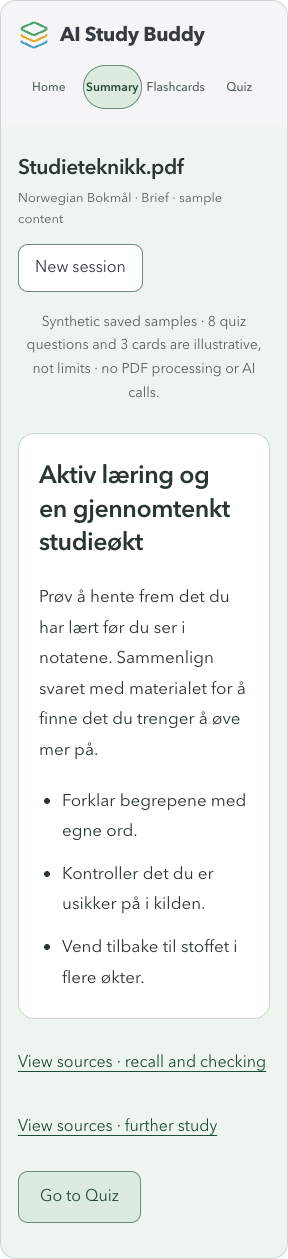 AI Study Buddy
Home Summary Flashcards Quiz
Studieteknikk.pdf
Norwegian Bokmål · Brief · sample
content
New session
Synthetic saved samples · 8 quiz
questions and 3 cards are illustrative,
not limits · no PDF processing or AI
calls.
Aktiv læring og
en gjennomtenkt
studieøkt
Prøv å hente frem det du
har lært før du ser i
notatene. Sammenlign
svaret med materialet for å
finne det du trenger å øve
mer på.
• Forklar begrepene med
egne ord.
• Kontroller det du er
usikker på i kilden.
• Vend tilbake til stoffet i
flere økter.
View sources · recall and checking
View sources · further study
Go to Quiz